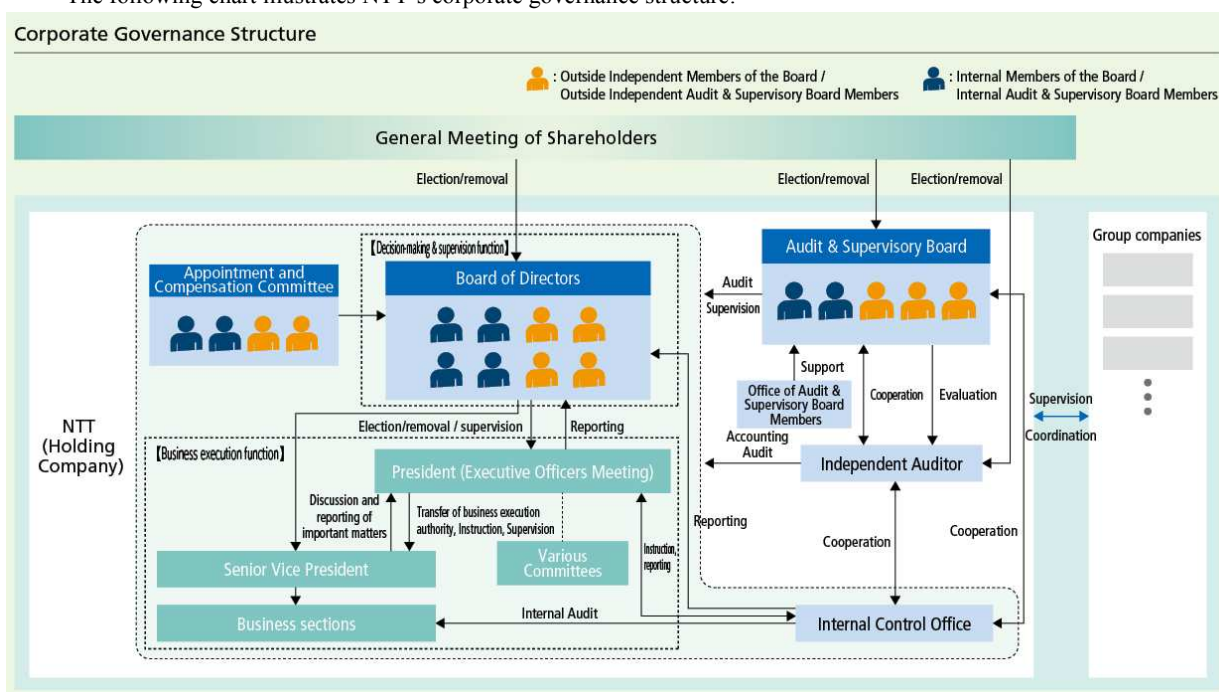 The following chart illustrates NTT's corporate governance structure.
Corporate Governance Structure
: Outside Independent Members of the Board /
Outside Independent Audit & Supervisory Board Members
: Internal Members of the Board /
Internal Audit & Supervisory Board Members
General Meeting of Shareholders
Election/removal
Election/removal
Election/removal
【Decision-making & supervision function】
Appointment and
Compensation Committee
Board of Directors
Audit & Supervisory Board
Group companies
Audit
Supervision
Support
Office of Audit &
Supervisory Board
Members
Cooperation
Evaluation
Supervision
Coordination
NTT
(Holding
Company)
Election/removal / supervision
Reporting
【Business execution function】
Accounting
Audit
President (Executive Officers Meeting)
Independent Auditor
Discussion and
reporting of
important matters
Transfer of business execution
authority, Instruction, Supervision
Reporting
Cooperation
Cooperation
Instruction,
reporting
Senior Vice President
Various
Committees
Business sections
Internal Audit
Internal Control Office